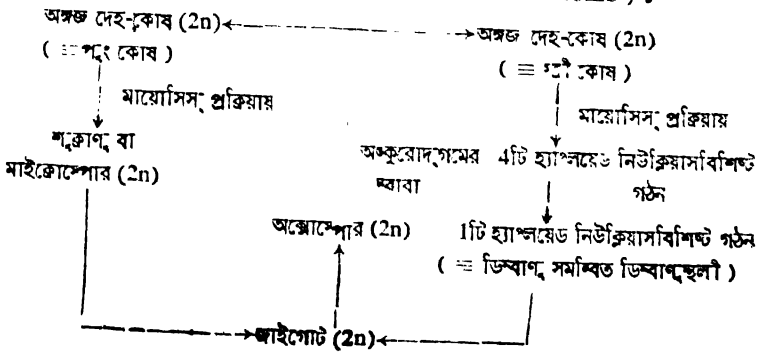 অঙ্গজ দেহ-কোষ (2n)
অঙ্গজ দেহ-কোষ (2n)
(≡ পুং কোষ)
(≡ স্ত্রী কোষ)
মায়োসিস্ প্রক্রিয়ায়
মায়োসিস্ প্রক্রিয়ায়
শুক্রাণু বা
মাইক্রোস্পোর (2n)
অঙ্কুরোদ্গমের
দ্বারা
4টি হ্যাপ্লয়েড নিউক্লিয়াসবিশিষ্ট
গঠন
অক্সোস্পোর (2n)
1টি হ্যাপ্লয়েড নিউক্লিয়াসবিশিষ্ট গঠন
(≡ ডিম্বাণু সমন্বিত ডিম্বাণুস্থলী)
জাইগোট (2n)